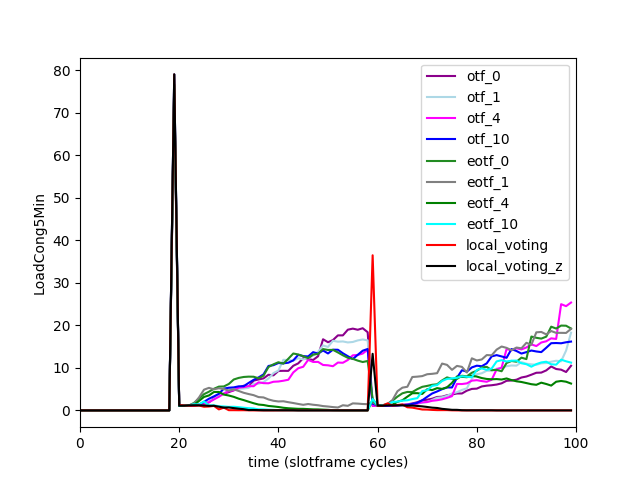 80
70
60
50
40
30
20
10
0
LoadCong5Min
otf_0
otf_1
otf_4
otf_10
eotf_0
eotf_1
eotf_4
eotf_10
local_voting
local_voting_z
0 20 40 60 80 100
time (slotframe cycles)